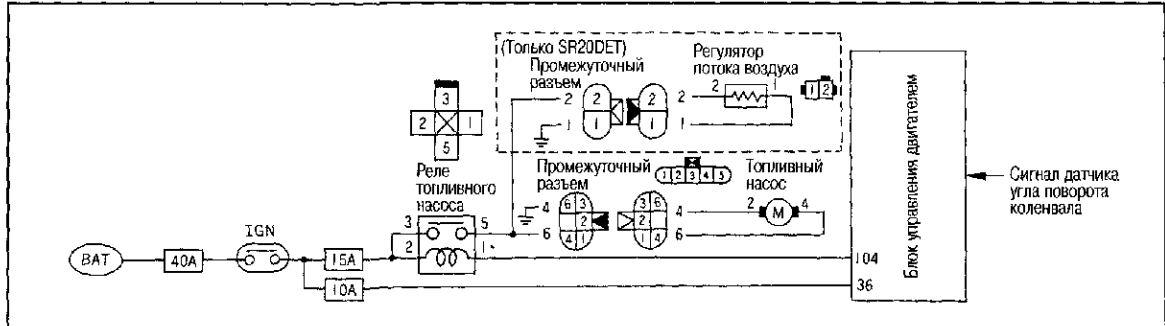 (Только SR20DET)
Промежуточный
разъем
Регулятор
потока воздуха
2
1
1 2
2
2
2
2
1
1
1
1
3
2
1
5
Реле
топливного
насоса
Промежуточный
разъем
1 2 3 4 5
Топливный
насос
Блок управления двигателем
Сигнал датчика
угла поворота
коленвала
3
5
2
1
4
6
6 3
2
4 1
3 6
2
1 4
4
6
2
M
4
IGN
BAT
40A
15A
10A
104
36